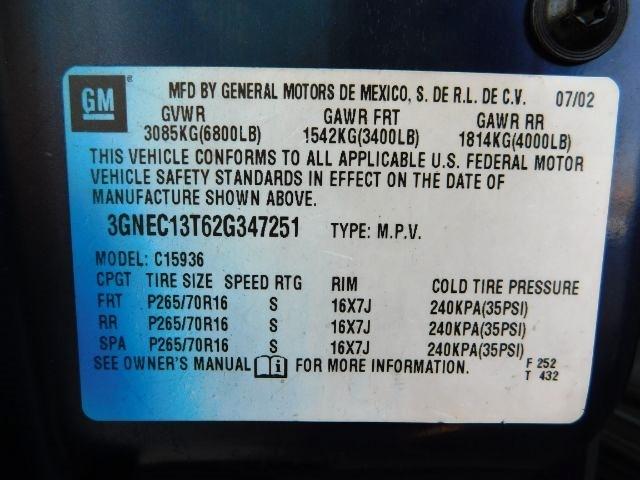 GM
MFD BY GENERAL MOTORS DE MEXICO, S. DE R.L. DE C.V. 07/02
GVWR GAWR FRT GAWR RR
3085KG(6800LB) 1542KG(3400LB) 1814KG(4000LB)
THIS VEHICLE CONFORMS TO ALL APPLICABLE U.S. FEDERAL MOTOR
VEHICLE SAFETY STANDARDS IN EFFECT ON THE DATE OF
MANUFACTURE SHOWN ABOVE.
3GNEC13T62G347251 TYPE: M.P.V.
MODEL: C15936
CPGT TIRE SIZE SPEED RTG RIM COLD TIRE PRESSURE
FRT P265/70R16 S 16X7J 240KPA(35PSI)
RR P265/70R16 S 16X7J 240KPA(35PSI)
SPA P265/70R16 S 16X7J 240KPA(35PSI)
SEE OWNER'S MANUAL FOR MORE INFORMATION. F 252
T 432